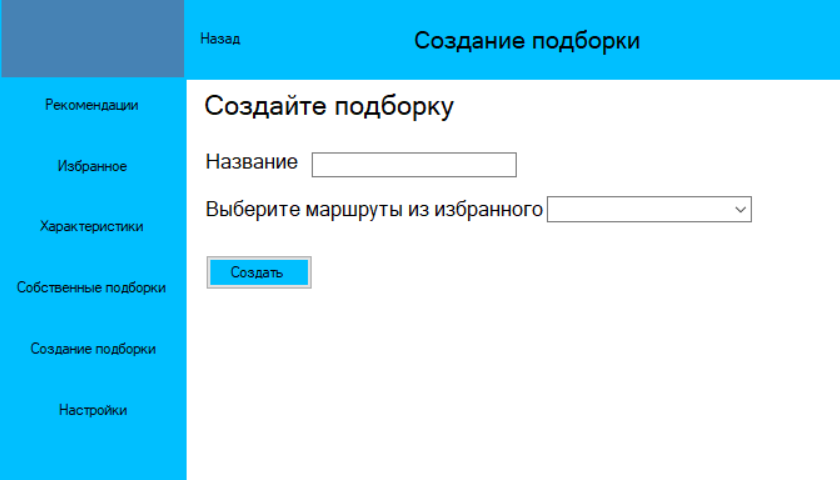 Назад
Создание подборки
Рекомендации
Избранное
Характеристики
Собственные подборки
Создание подборки
Настройки
Создайте подборку
Название
Выберите маршруты из избранного
Создать